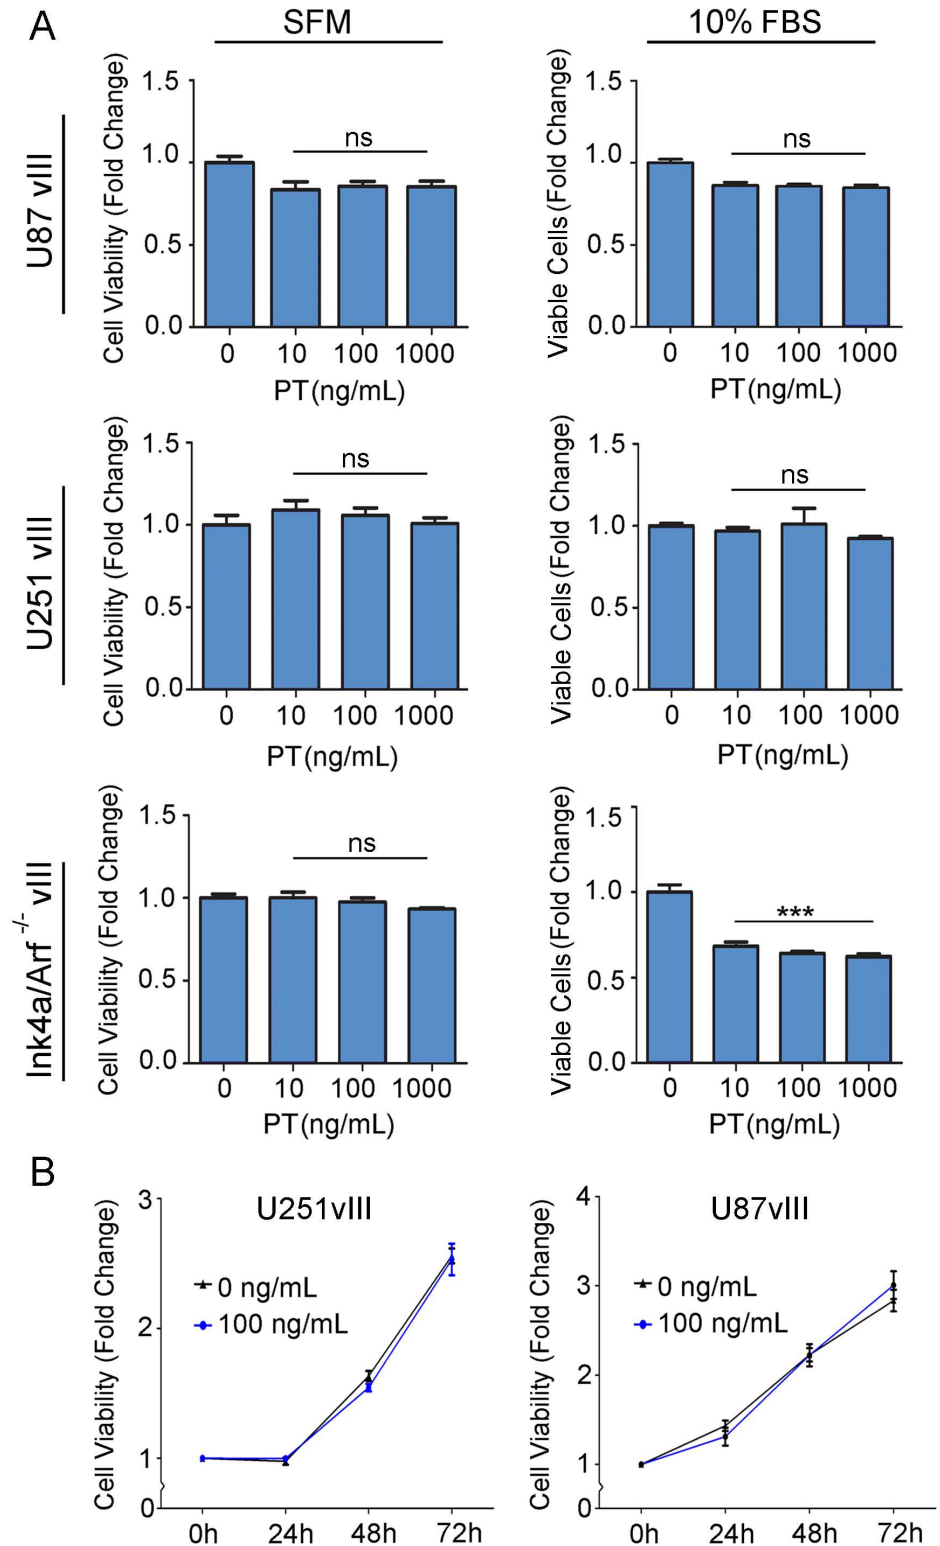 A
SFM
10% FBS
U87 vIII
Cell Viability (Fold Change)
1.5
1.0
0.5
0.0
ns
0 10 100 1000
PT(ng/mL)
Viable Cells (Fold Change)
1.5
1.0
0.5
0.0
ns
0 10 100 1000
PT(ng/mL)
U251 vIII
Cell Viability (Fold Change)
1.5
1.0
0.5
0.0
ns
0 10 100 1000
PT(ng/mL)
Viable Cells (Fold Change)
1.5
1.0
0.5
0.0
ns
0 10 100 1000
PT(ng/mL)
Ink4a/Arf -/- vIII
Cell Viability (Fold Change)
1.5
1.0
0.5
0.0
ns
0 10 100 1000
PT(ng/mL)
Viable Cells (Fold Change)
1.5
1.0
0.5
0.0
***
0 10 100 1000
PT(ng/mL)
B
U251vIII
Cell Viability (Fold Change)
3
2
1
0
0 ng/mL
100 ng/mL
0h 24h 48h 72h
U87vIII
Cell Viability (Fold Change)
4
3
2
1
0
0 ng/mL
100 ng/mL
0h 24h 48h 72h